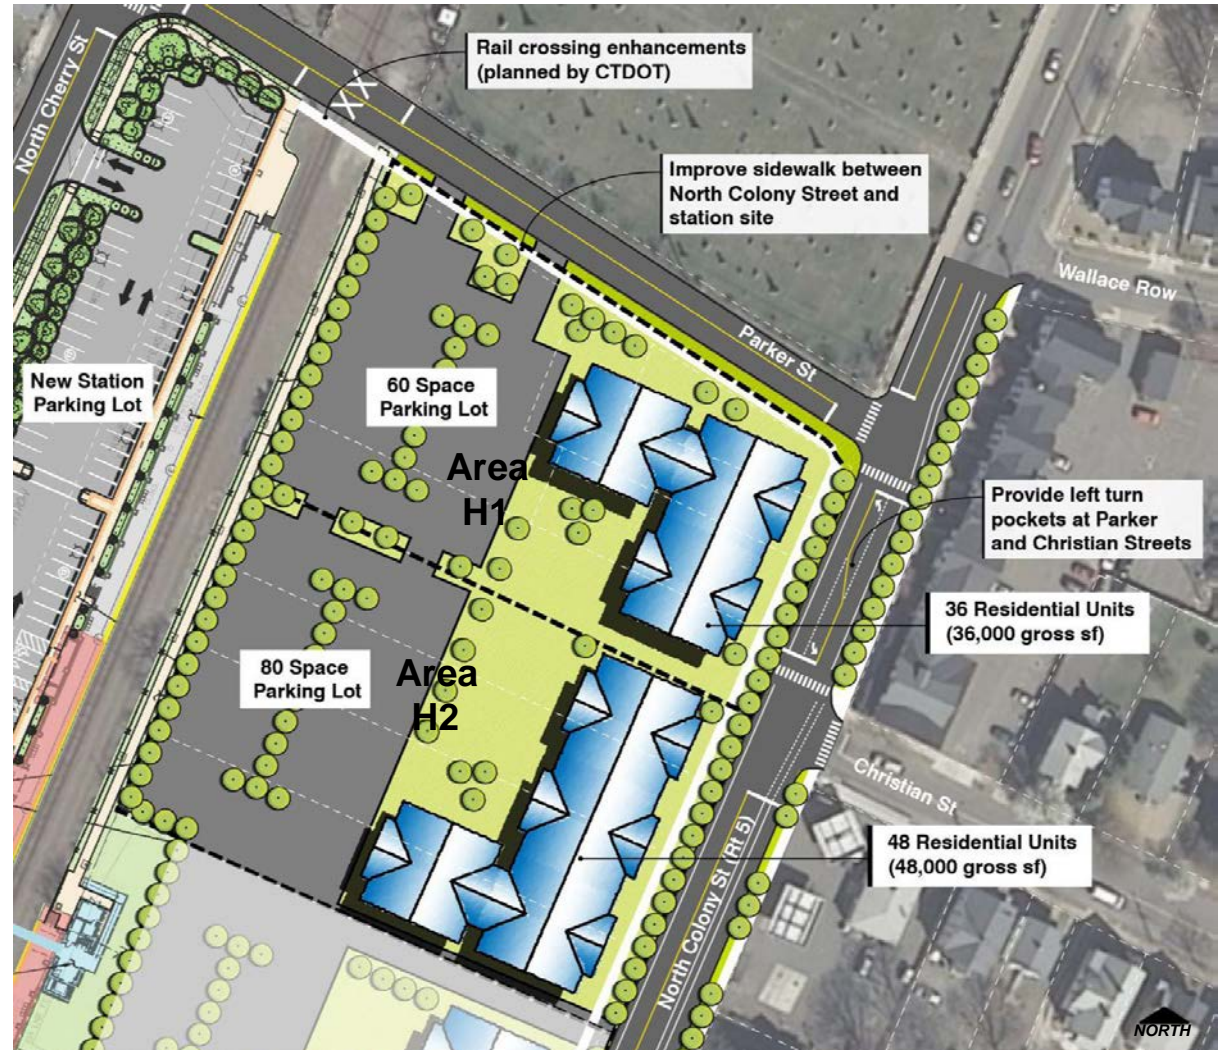 Rail crossing enhancements
(planned by CTDOT)
North Cherry St
XX
Improve sidewalk between
North Colony Street and
station site
Wallace Row
Parker St
New Station
Parking Lot
60 Space
Parking Lot
Area
H1
Provide left turn
pockets at Parker
and Christian Streets
36 Residential Units
(36,000 gross sf)
80 Space
Parking Lot
Area
H2
Christian St
48 Residential Units
(48,000 gross sf)
North Colony St (Rt 5)
NORTH